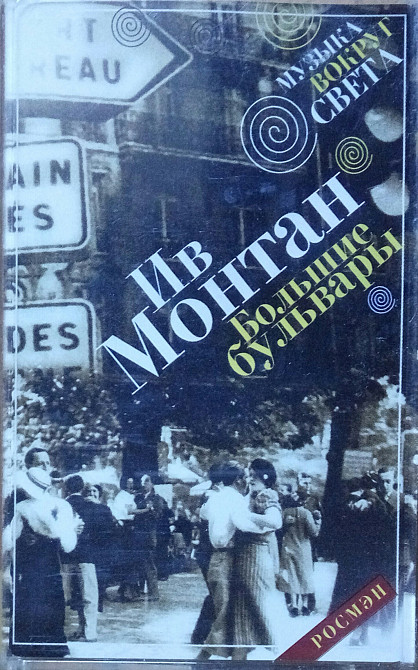 RT
REAU
AIN
ES
DES
МУЗЫКА
ВОКРУГ
СВЕТА
Ив
Монтан
Большие
бульвары
РОСМЭН